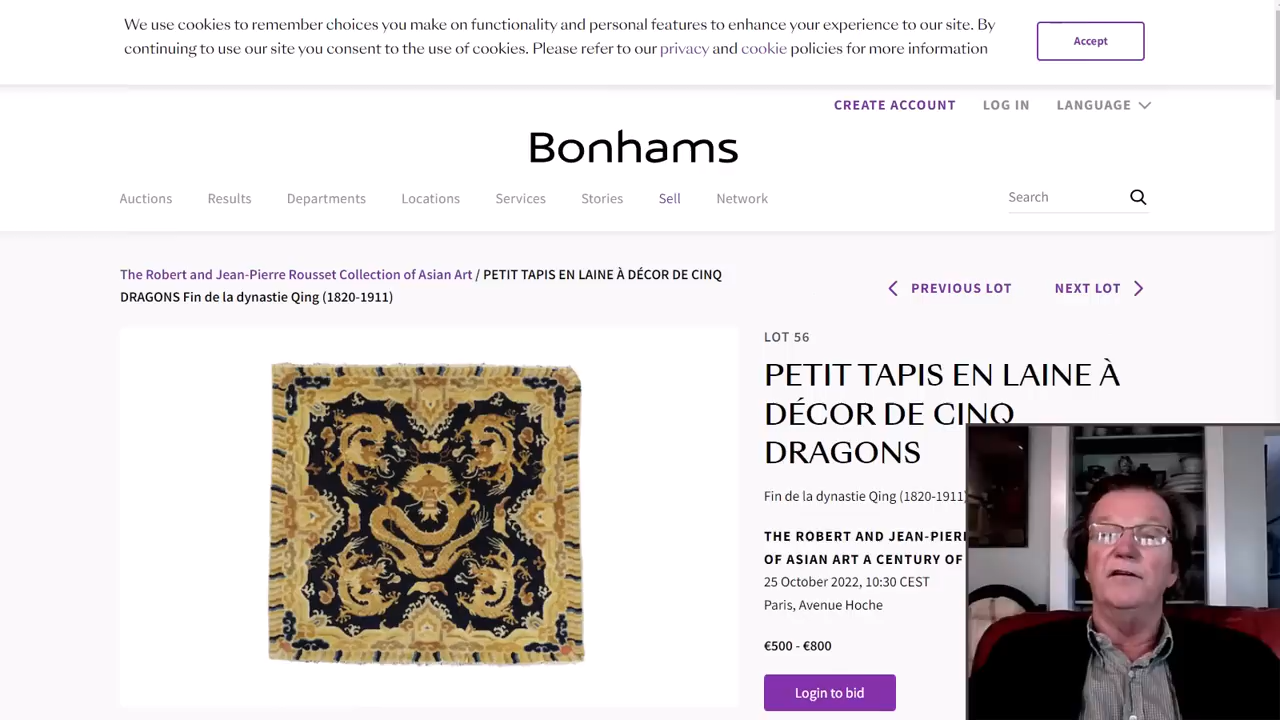 We use cookies to remember choices you make on functionality and personal features to enhance your experience to our site. By
continuing to use our site you consent to the use of cookies. Please refer to our privacy and cookie policies for more information
Accept
CREATE ACCOUNT
LOG IN
LANGUAGE
Bonhams
Auctions
Results
Departments
Locations
Services
Stories
Sell
Network
Search
The Robert and Jean-Pierre Rousset Collection of Asian Art / PETIT TAPIS EN LAINE À DÉCOR DE CINQ
DRAGONS Fin de la dynastie Qing (1820-1911)
PREVIOUS LOT
NEXT LOT
LOT 56
PETIT TAPIS EN LAINE À
DÉCOR DE CINQ
DRAGONS
Fin de la dynastie Qing (1820-1911)
THE ROBERT AND JEAN-PIER
OF ASIAN ART A CENTURY OF
25 October 2022, 10:30 CEST
Paris, Avenue Hoche
€500 - €800
Login to bid